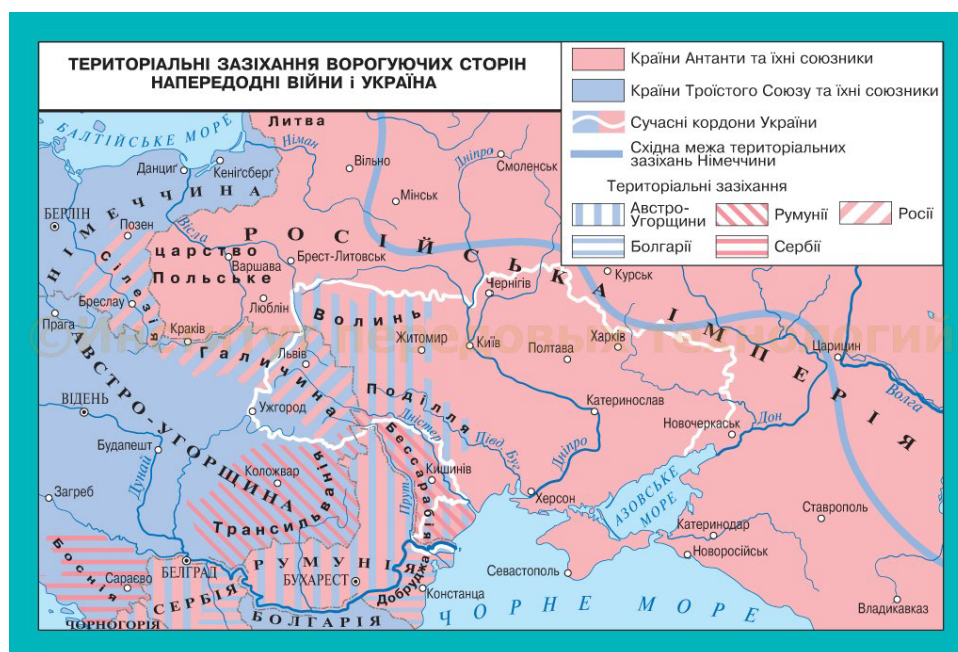 ТЕРИТОРІАЛЬНІ ЗАЗІХАННЯ ВОРОГУЮЧИХ СТОРІН
НАПЕРЕДОДНІ ВІЙНИ і УКРАЇНА
Країни Антанти та їхні союзники
Країни Троїстого Союзу та їхні союзники
Сучасні кордони України
Східна межа територіальних
зазіхань Німеччини
Територіальні зазіхання
Австро-
Угорщини
Румунії
Росії
Болгарії
Сербії
БАЛТІЙСЬКЕ МОРЕ
Литва
Німан
Дніпро
Смоленськ
Вільно
Данциґ
Кенігсберг
Мінськ
НІМЕЧЧИНА
БЕРЛІН
Позен
Вісла
РОСІЙСЬКА ІМПЕРІЯ
царство
Польське
Варшава
Брест-Литовськ
Курськ
Сілезія
Бреслау
Люблін
Чернігів
Прага
Краків
Волинь
Житомир
Київ
Харків
Полтава
Царицин
Волга
©Институт передовых технологий
АВСТРО-УГОРЩИНА
Галичина
Львів
Поділля
ВІДЕНЬ
Ужгород
Дністер
Півд. Буг
Катеринослав
Дон
Новочеркаськ
Будапешт
Дунай
Коложвар
Трансильванія
Бессарабія
Кишинів
Прут
Дніпро
Херсон
АЗОВСЬКЕ
МОРЕ
Загреб
Ставрополь
Катеринодар
Новоросійськ
Боснія
Сараєво
БЕЛГРАД
РУМУНІЯ
БУХАРЕСТ
Добруджа
Констанца
Севастополь
СЕРБІЯ
ЧОРНОГОРІЯ
БОЛГАРІЯ
ЧОРНЕ МОРЕ
Владикавказ